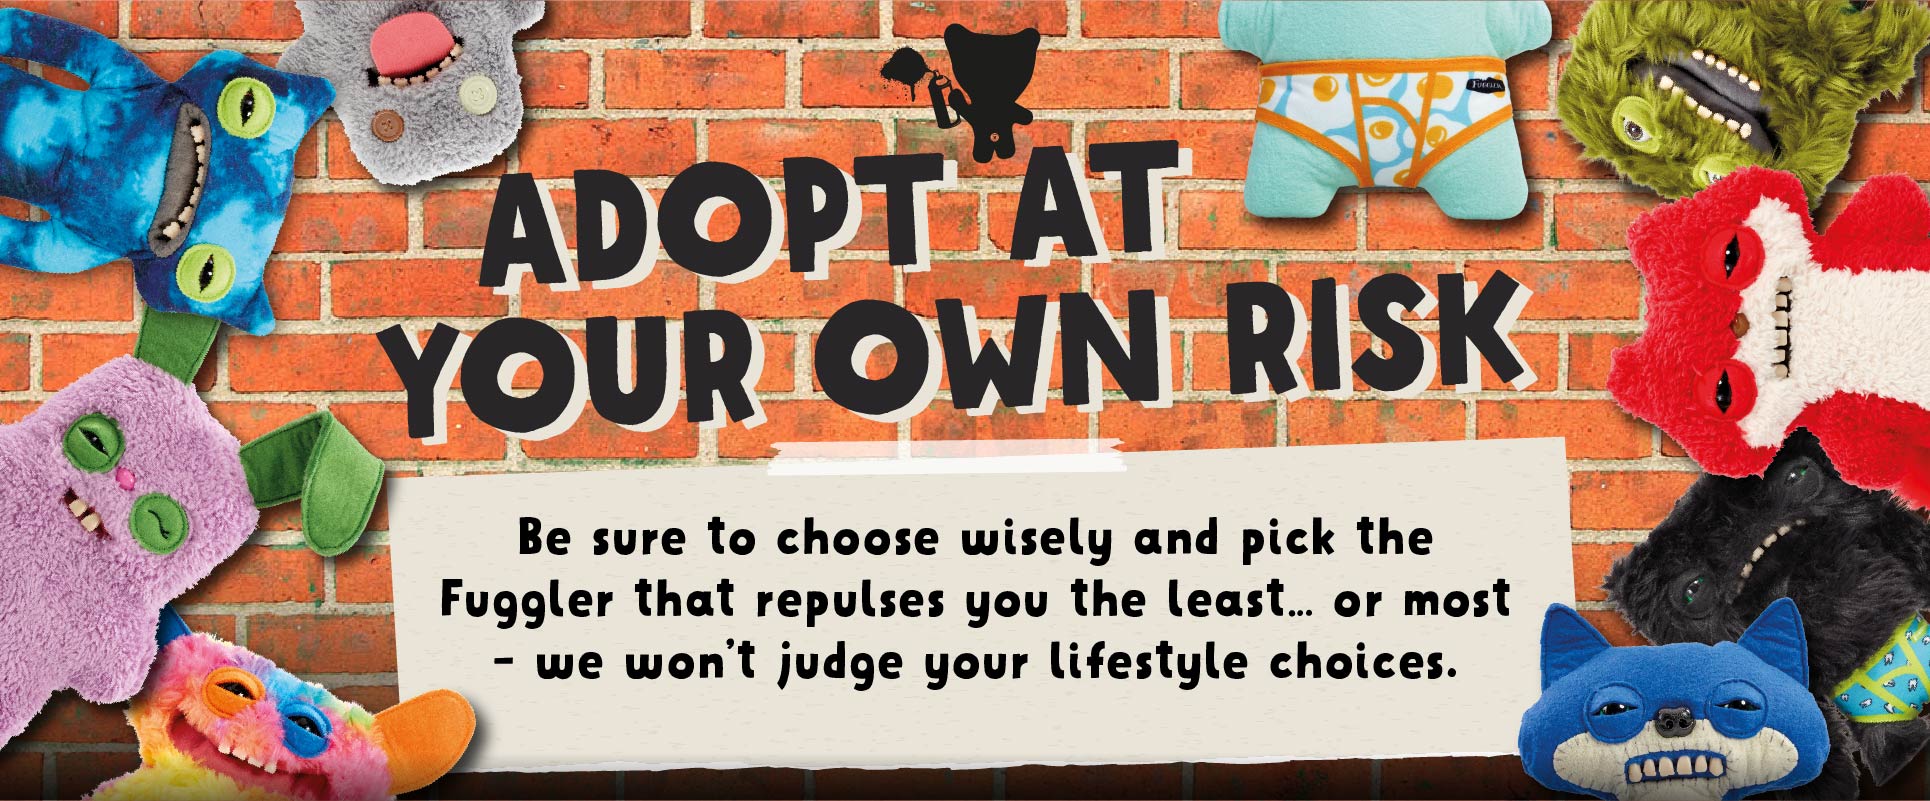 ADOPT AT
YOUR OWN RISK
Be sure to choose wisely and pick the
Fuggler that repulses you the least... or most
- we won't judge your lifestyle choices.
FUGGLER